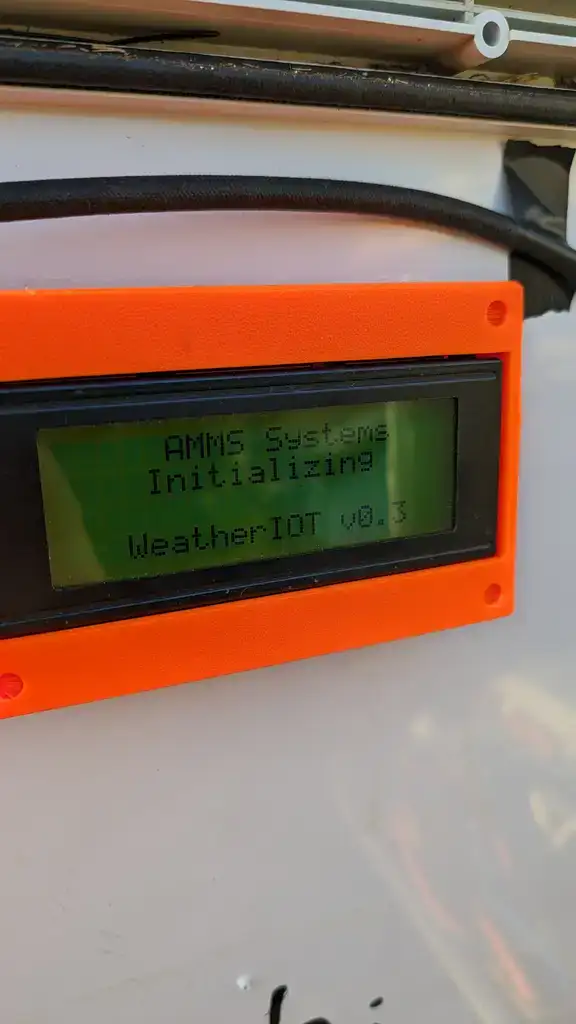 AMMS Systems
Initializing
WeatherIOT v0.3